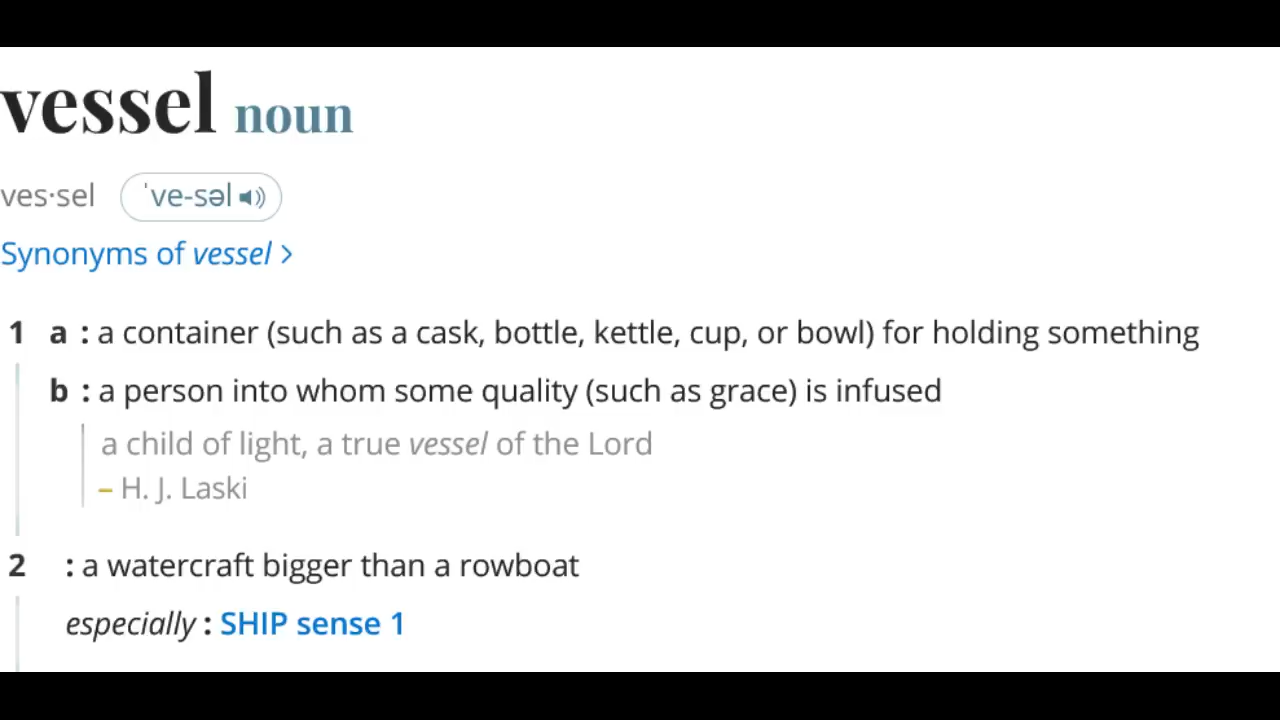 vessel noun
ves·sel ˈve-səl
Synonyms of vessel >
1 a : a container (such as a cask, bottle, kettle, cup, or bowl) for holding something
b : a person into whom some quality (such as grace) is infused
a child of light, a true vessel of the Lord
– H. J. Laski
2 : a watercraft bigger than a rowboat
especially : SHIP sense 1